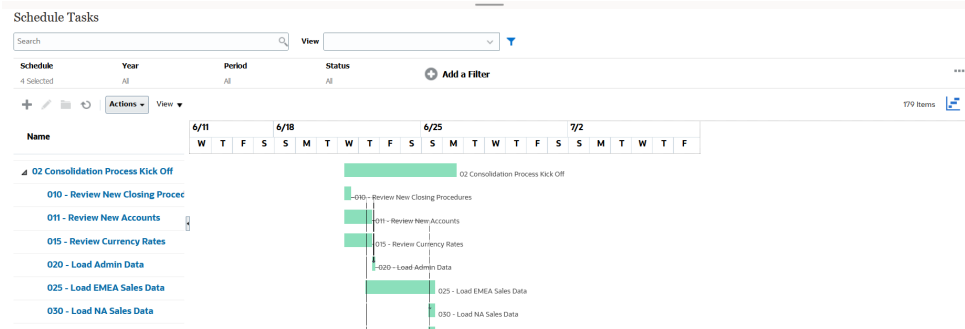 Schedule Tasks
Search
View
Schedule Year Period Status
4 Selected All All All
Add a Filter
Actions View
179 Items
Name
6/11 6/18 6/25 7/2
W T F S S M T W T F S S M T W T F S S M T W T F
02 Consolidation Process Kick Off
02 Consolidation Process Kick Off
010 - Review New Closing Proced
010 - Review New Closing Procedures
011 - Review New Accounts
011 - Review New Accounts
015 - Review Currency Rates
015 - Review Currency Rates
020 - Load Admin Data
020 - Load Admin Data
025 - Load EMEA Sales Data
025 - Load EMEA Sales Data
030 - Load NA Sales Data
030 - Load NA Sales Data